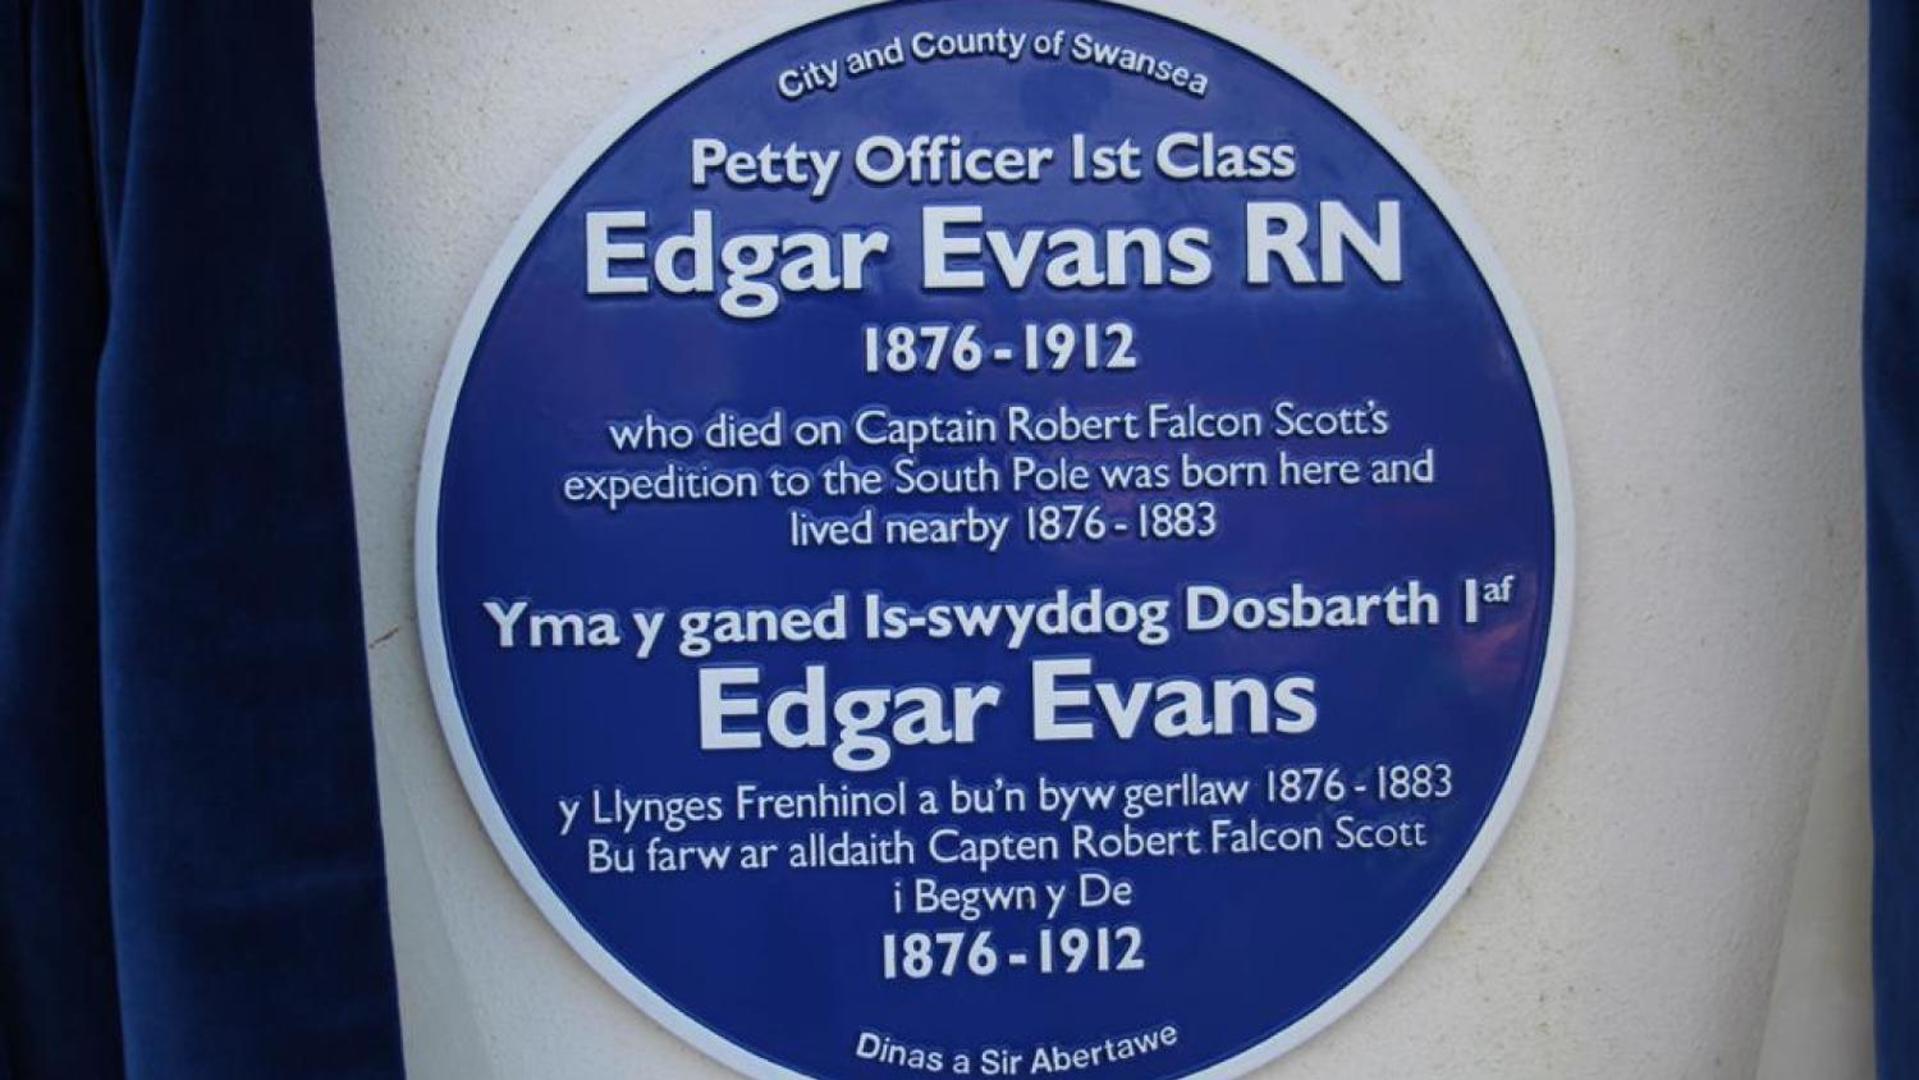 City and County of Swansea
Petty Officer 1st Class
Edgar Evans RN
1876 - 1912
who died on Captain Robert Falcon Scott's
expedition to the South Pole was born here and
lived nearby 1876 - 1883
Yma y ganed Is-swyddog Dosbarth 1af
Edgar Evans
y Llynges Frenhinol a bu'n byw gerllaw 1876 - 1883
Bu farw ar alldaith Capten Robert Falcon Scott
i Begwn y De
1876 - 1912
Dinas a Sir Abertawe